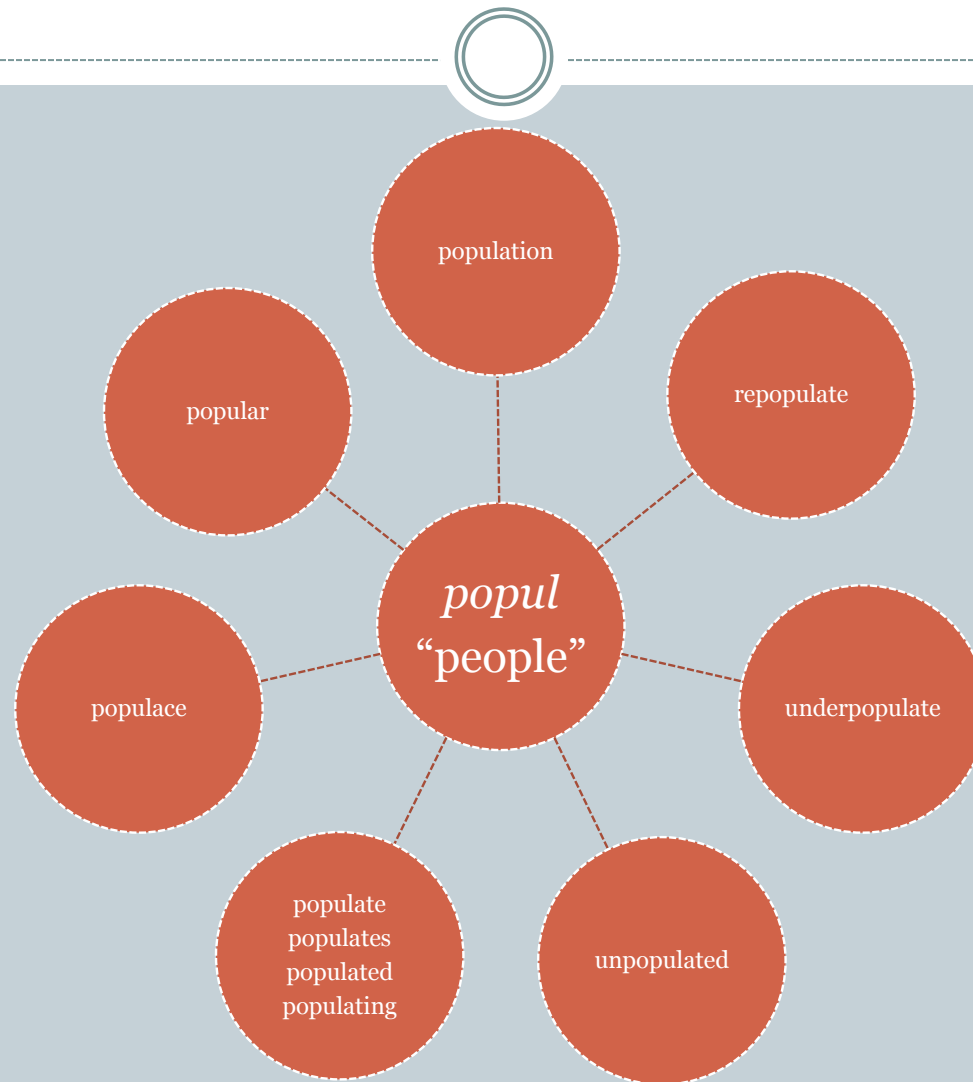 population
repopulate
popular
popul
“people”
populace
underpopulate
populate
populates
populated
populating
unpopulated